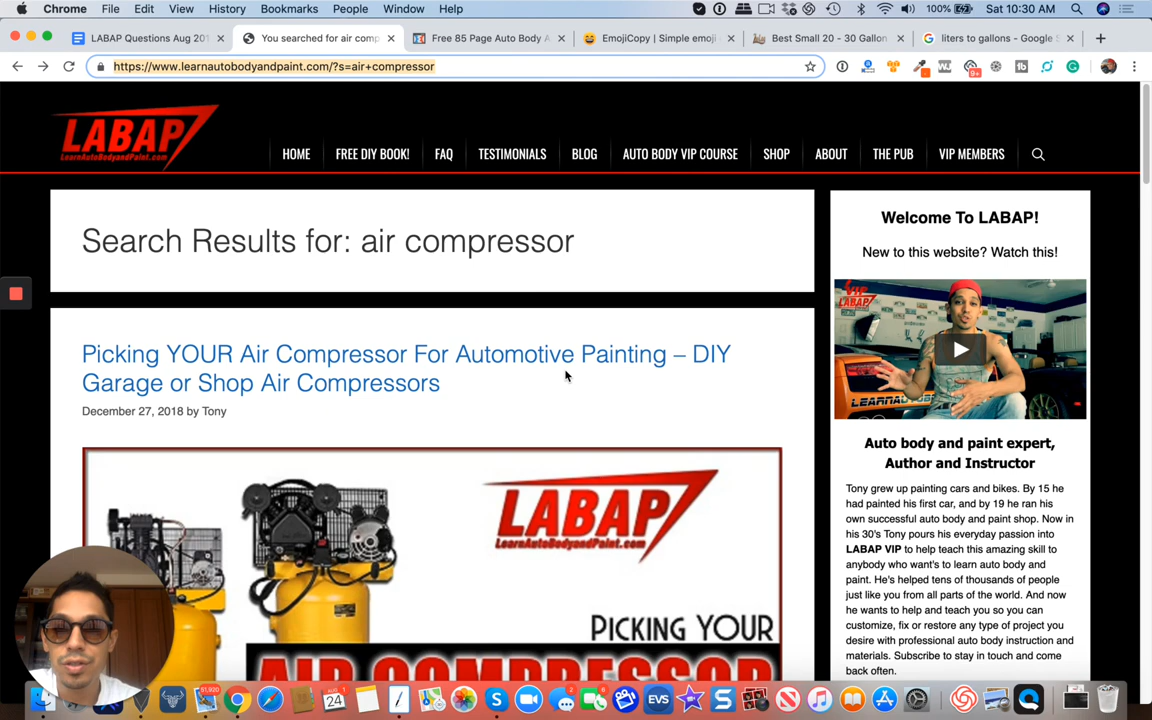 Chrome File Edit View History Bookmarks People Window Help 100% Sat 10:30 AM
LABAP Questions Aug 201 You searched for air comp Free 85 Page Auto Body A EmojiCopy | Simple emoji Best Small 20 - 30 Gallon liters to gallons - Google S
https://www.learnautobodyandpaint.com/?s=air+compressor
LABAP
LearnAutoBodyandPaint.com
HOME FREE DIY BOOK! FAQ TESTIMONIALS BLOG AUTO BODY VIP COURSE SHOP ABOUT THE PUB VIP MEMBERS
Search Results for: air compressor
Picking YOUR Air Compressor For Automotive Painting – DIY
Garage or Shop Air Compressors
December 27, 2018 by Tony
LABAP
LearnAutoBodyandPaint.com
PICKING YOUR
AIR COMPRESSOR
Welcome To LABAP!
New to this website? Watch this!
VIP
LABAP
Auto body and paint expert,
Author and Instructor
Tony grew up painting cars and bikes. By 15 he
had painted his first car, and by 19 he ran his
own successful auto body and paint shop. Now in
his 30's Tony pours his everyday passion into
LABAP VIP to help teach this amazing skill to
anybody who want's to learn auto body and
paint. He's helped tens of thousands of people
just like you from all parts of the world. And now
he wants to help and teach you so you can
customize, fix or restore any type of project you
desire with professional auto body instruction and
materials. Subscribe to stay in touch and come
back often.